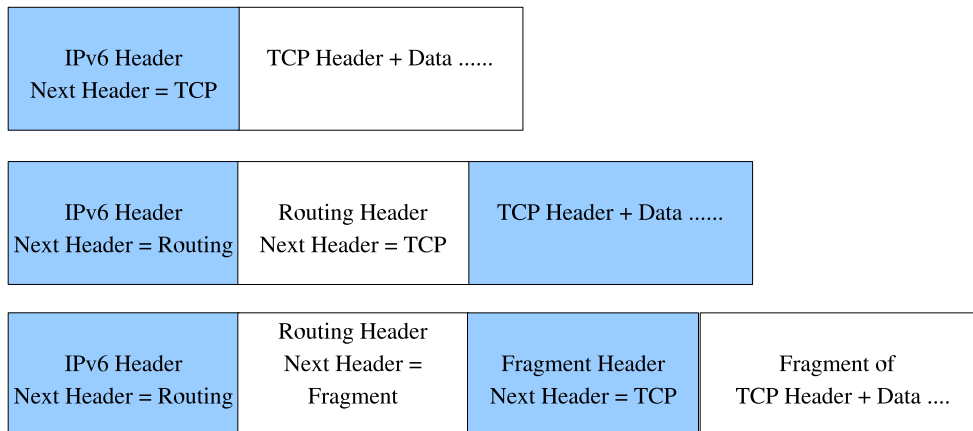 IPv6 Header
Next Header = TCP
TCP Header + Data ......
IPv6 Header
Next Header = Routing
Routing Header
Next Header = TCP
TCP Header + Data ......
IPv6 Header
Next Header = Routing
Routing Header
Next Header =
Fragment
Fragment Header
Next Header = TCP
Fragment of
TCP Header + Data ....